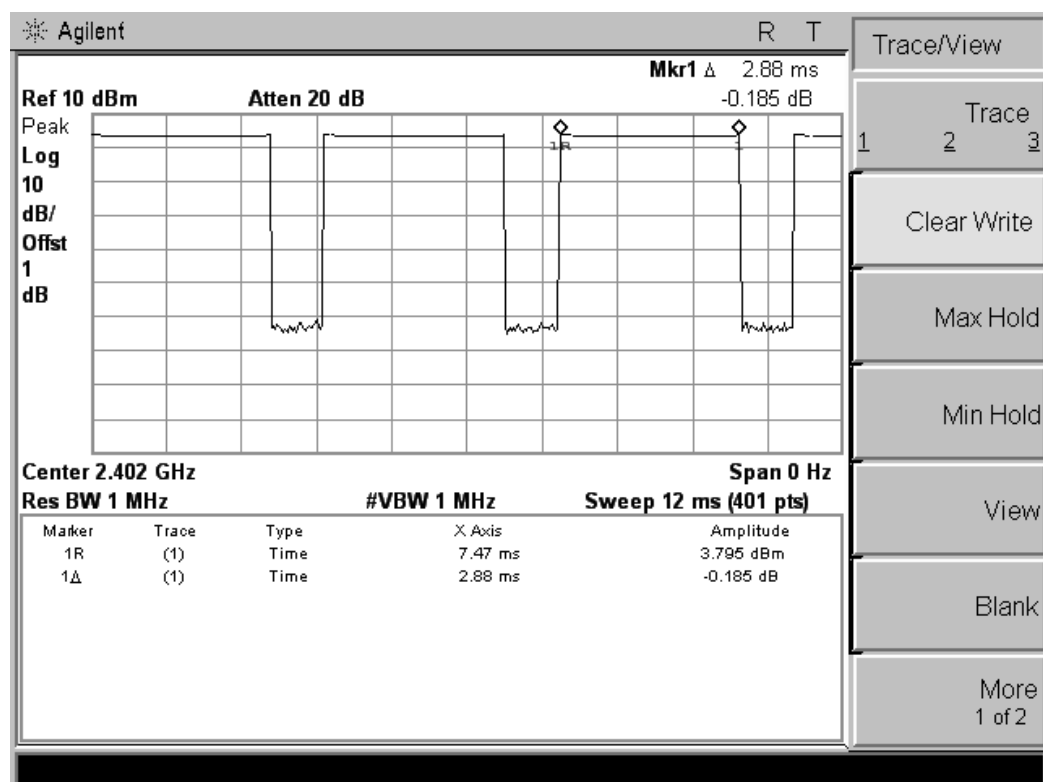 Agilent R T
Mkr1 Δ 2.88 ms
Ref 10 dBm Atten 20 dB -0.185 dB
Peak
Log
10
dB/
Offst
1
dB
1R 1
Center 2.402 GHz Span 0 Hz
Res BW 1 MHz #VBW 1 MHz Sweep 12 ms (401 pts)
Marker Trace Type X Axis Amplitude
1R (1) Time 7.47 ms 3.795 dBm
1Δ (1) Time 2.88 ms -0.185 dB
Trace/View
Trace
1 2 3
Clear Write
Max Hold
Min Hold
View
Blank
More
1 of 2